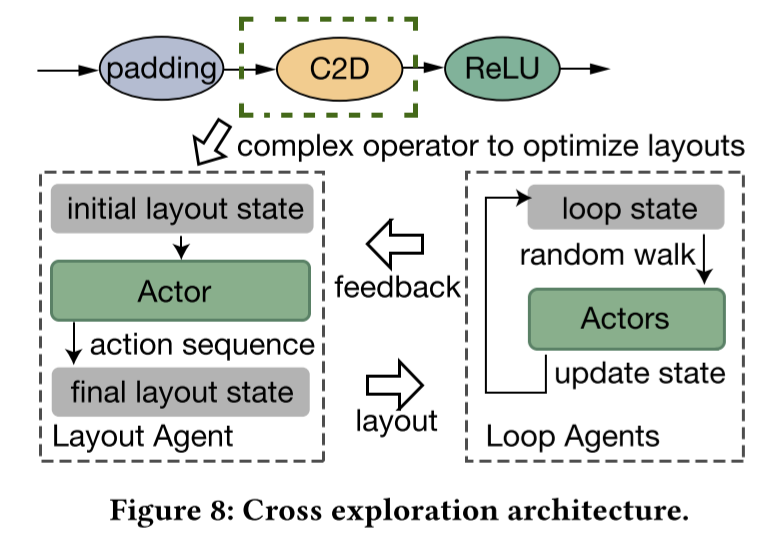 padding
C2D
ReLU
complex operator to optimize layouts
initial layout state
Actor
action sequence
final layout state
Layout Agent
feedback
layout
loop state
random walk
Actors
update state
Loop Agents
Figure 8: Cross exploration architecture.